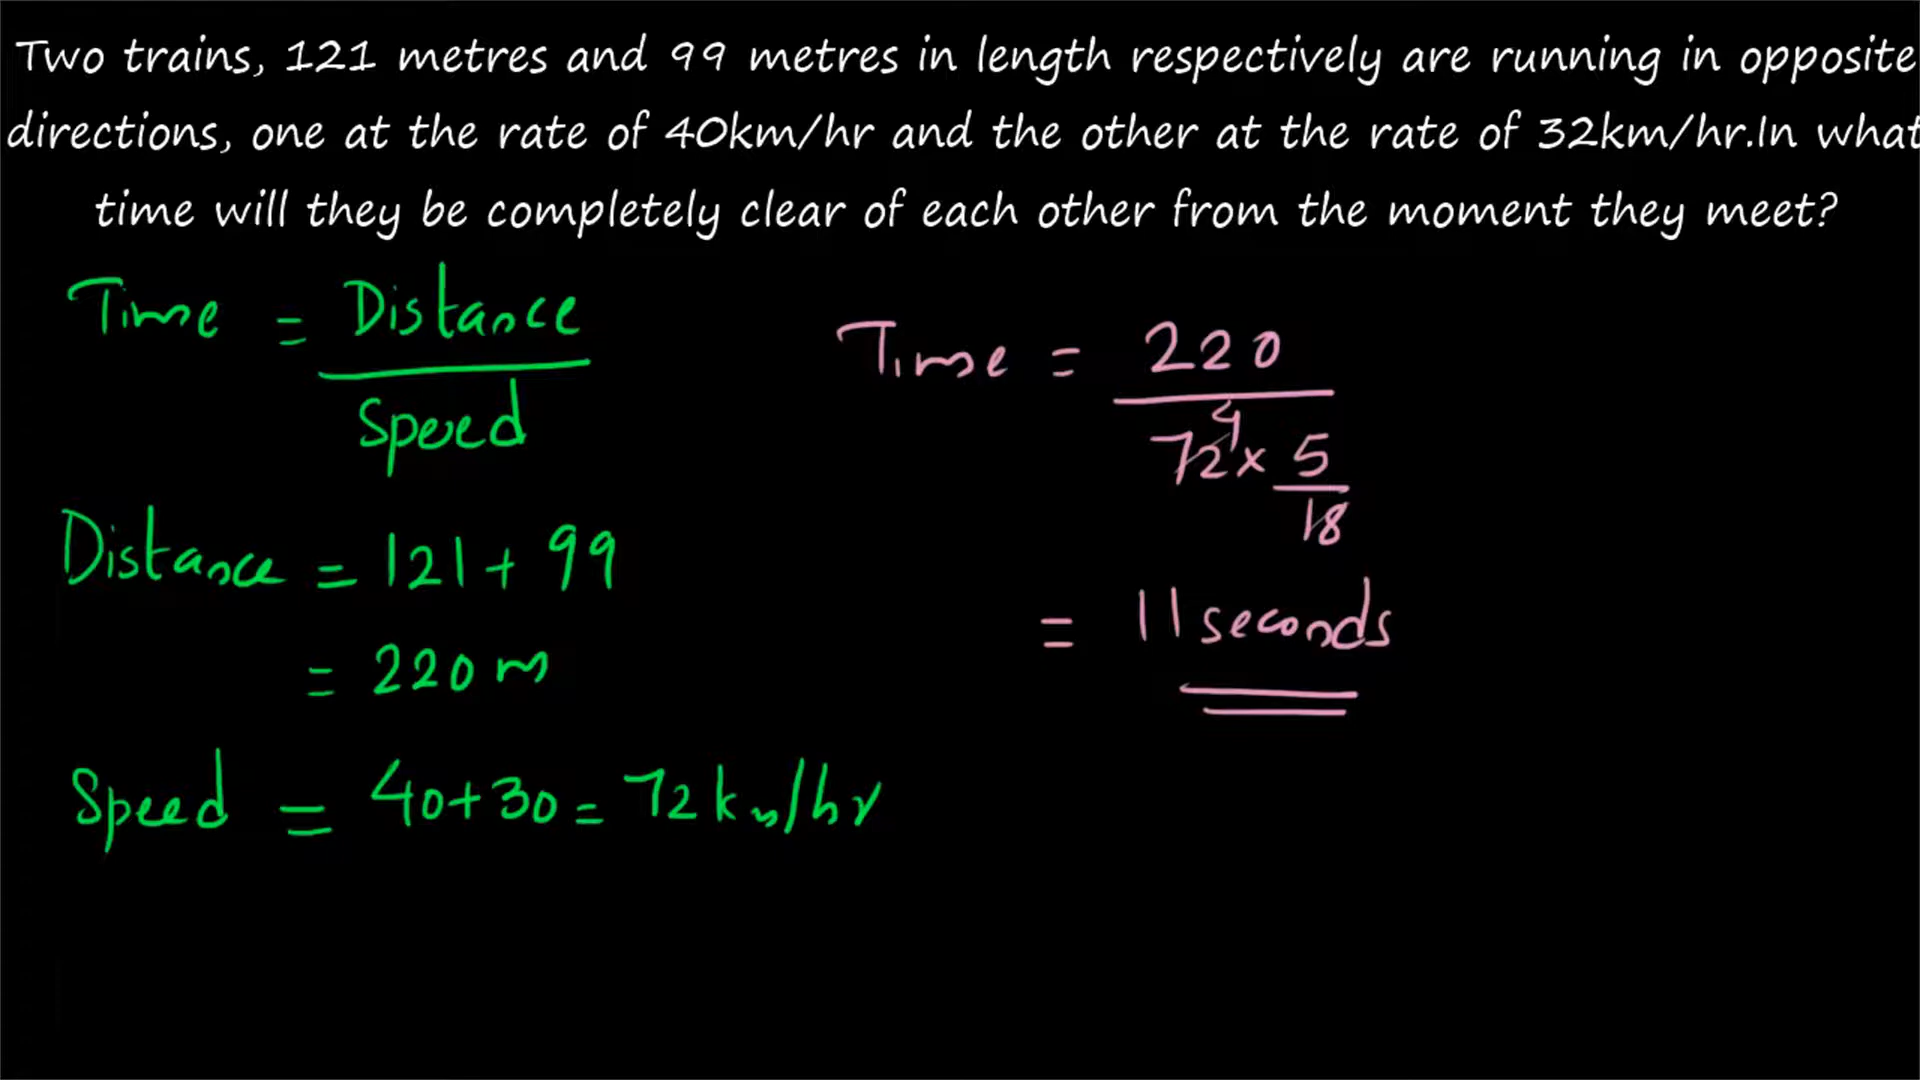 Two trains, 121 metres and 99 metres in length respectively are running in opposite
directions, one at the rate of 40km/hr and the other at the rate of 32km/hr.In what
time will they be completely clear of each other from the moment they meet?
Time = Distance
Speed
Distance = 121 + 99
= 220 m
Speed = 40+30 = 72 km/hr
Time = 220
72 4 x 5
18
= 11 seconds